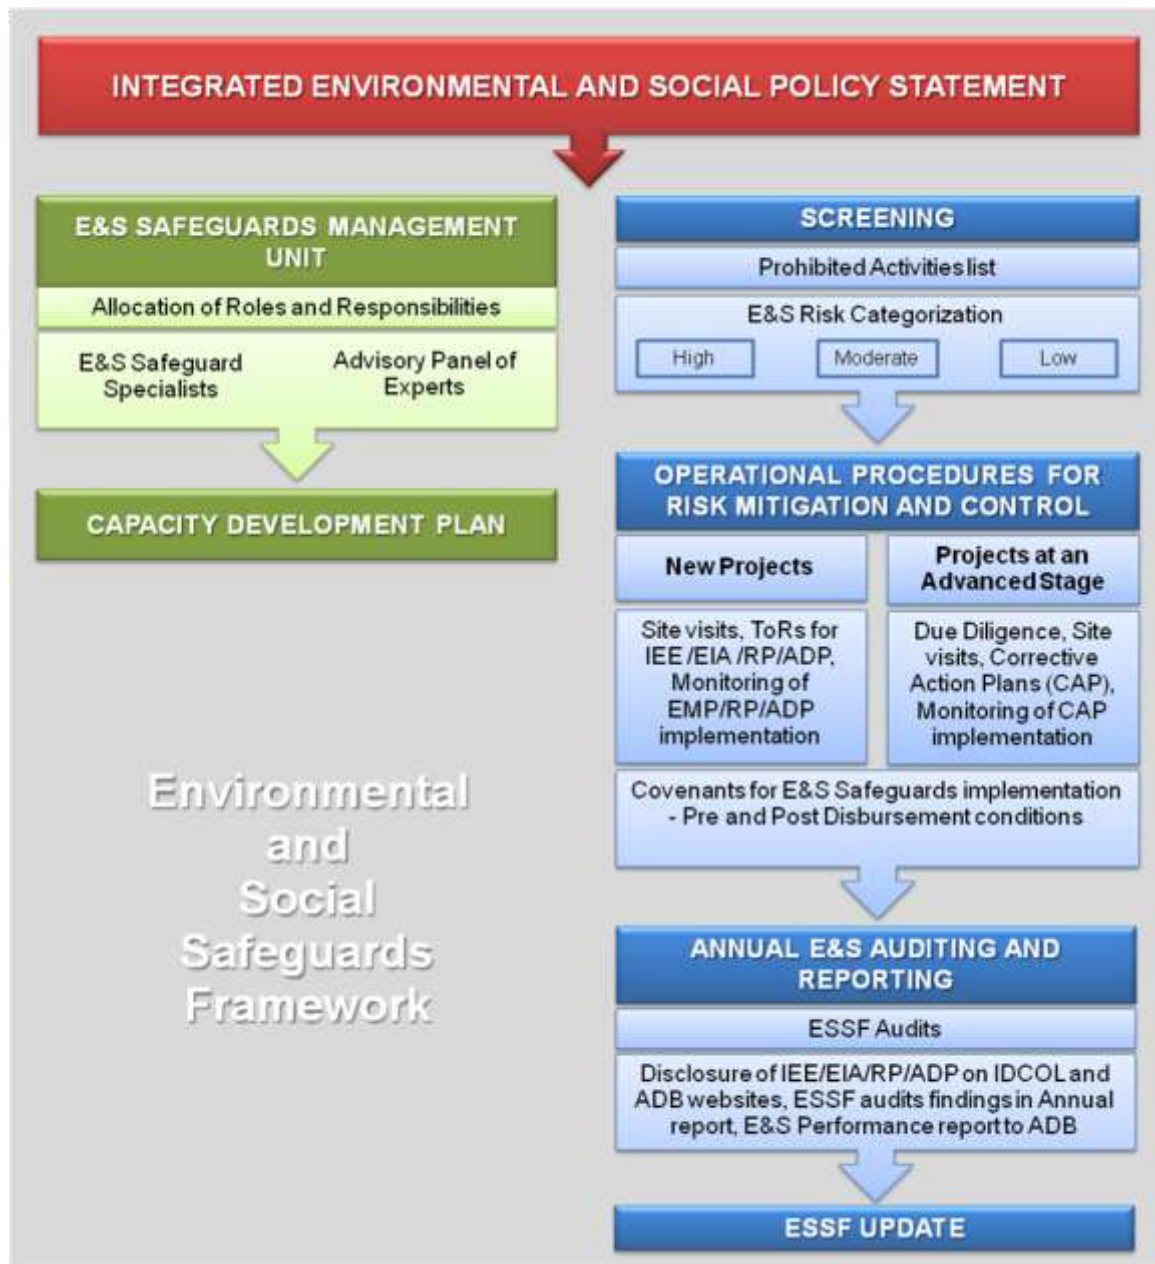 INTEGRATED ENVIRONMENTAL AND SOCIAL POLICY STATEMENT
E&S SAFEGUARDS MANAGEMENT
UNIT
Allocation of Roles and Responsibilities
E&S Safeguard
Specialists
Advisory Panel of
Experts
CAPACITY DEVELOPMENT PLAN
Environmental
and
Social
Safeguards
Framework
SCREENING
Prohibited Activities list
E&S Risk Categorization
High
Moderate
Low
OPERATIONAL PROCEDURES FOR
RISK MITIGATION AND CONTROL
New Projects
Site visits, ToRs for
IEE /EIA /RP/ADP,
Monitoring of
EMP/RP/ADP
implementation
Projects at an
Advanced Stage
Due Diligence, Site
visits, Corrective
Action Plans (CAP),
Monitoring of CAP
implementation
Covenants for E&S Safeguards implementation
- Pre and Post Disbursement conditions
ANNUAL E&S AUDITING AND
REPORTING
ESSF Audits
Disclosure of IEE/EIA/RP/ADP on IDCOL and
ADB websites, ESSF audits findings in Annual
report, E&S Performance report to ADB
ESSF UPDATE